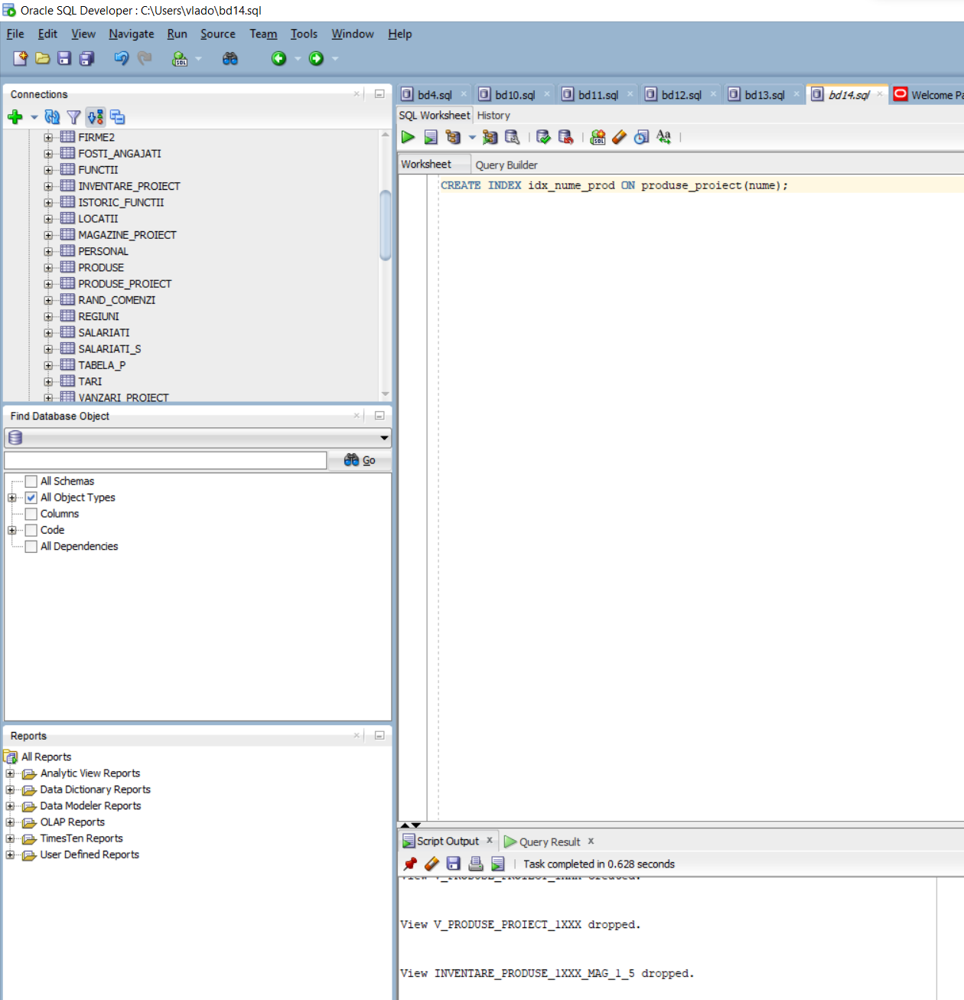 Oracle SQL Developer : C:\Users\vlado\bd14.sql
File Edit View Navigate Run Source Team Tools Window Help
Connections
FIRME2
FOSTI_ANGAJATI
FUNCTII
INVENTARE_PROIECT
ISTORIC_FUNCTII
LOCATII
MAGAZINE_PROIECT
PERSONAL
PRODUSE
PRODUSE_PROIECT
RAND_COMENZI
REGIUNI
SALARIATI
SALARIATI_S
TABELA_P
TARI
VANZARI_PROIECT
Find Database Object
Go
All Schemas
All Object Types
Columns
Code
All Dependencies
Reports
All Reports
Analytic View Reports
Data Dictionary Reports
Data Modeler Reports
OLAP Reports
TimesTen Reports
User Defined Reports
bd4.sql bd10.sql bd11.sql bd12.sql bd13.sql bd14.sql Welcome Pa
SQL Worksheet History
SQL
Aa
Worksheet Query Builder
CREATE INDEX idx_nume_prod ON produse_proiect(nume);
Script Output Query Result
Task completed in 0.628 seconds
View V_PRODUSE_PROIECT_1XXX created.
View V_PRODUSE_PROIECT_1XXX dropped.
View INVENTARE_PRODUSE_1XXX_MAG_1_5 dropped.